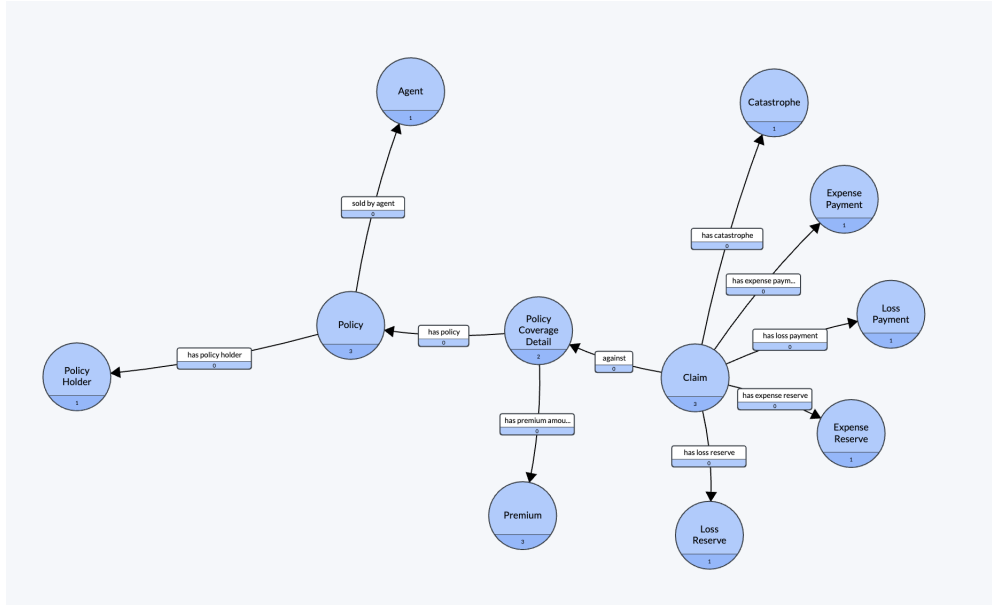 Agent
1
Catastrophe
1
Expense
Payment
1
sold by agent
0
has catastrophe
0
has expense paym...
0
Policy
3
Policy
Coverage
Detail
2
Loss
Payment
1
has policy
0
has loss payment
0
has policy holder
0
against
0
Policy
Holder
1
Claim
3
has expense reserve
0
has premium amou...
0
Expense
Reserve
1
has loss reserve
0
Premium
3
Loss
Reserve
1